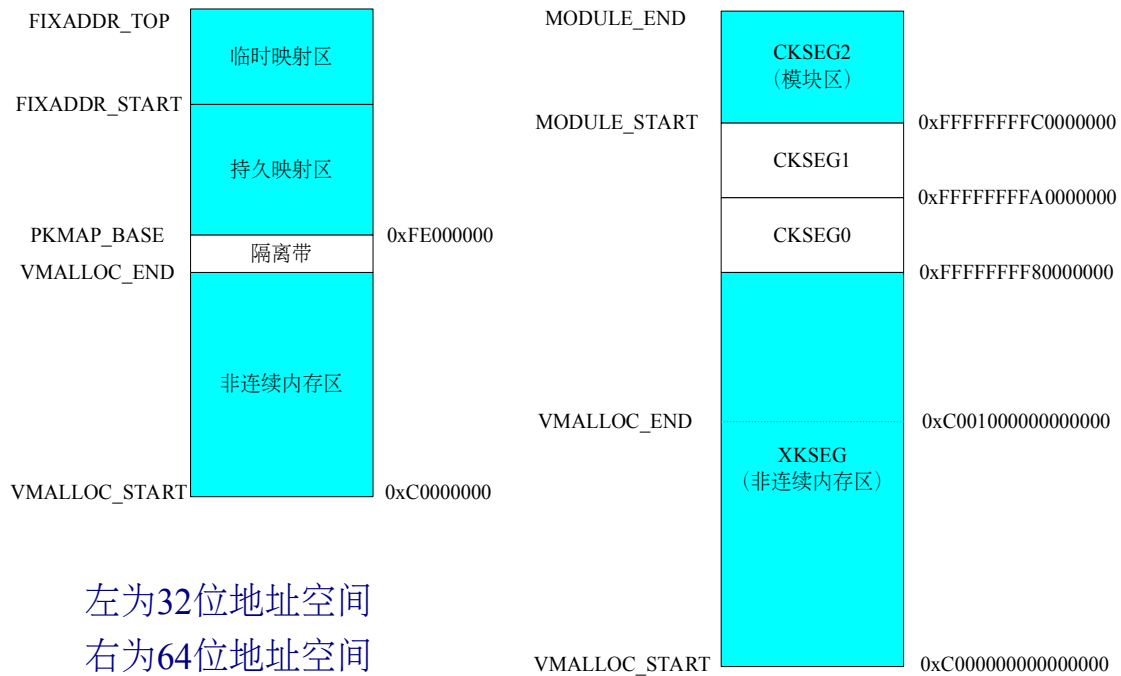 FIXADDR_TOP
临时映射区
FIXADDR_START
持久映射区
PKMAP_BASE
0xFE000000
隔离带
VMALLOC_END
非连续内存区
VMALLOC_START
0xC0000000
左为32位地址空间
右为64位地址空间
MODULE_END
CKSEG2
（模块区）
MODULE_START
0xFFFFFFFFC0000000
CKSEG1
0xFFFFFFFFA0000000
CKSEG0
0xFFFFFFFF80000000
VMALLOC_END
0xC001000000000000
XKSEG
（非连续内存区）
VMALLOC_START
0xC000000000000000